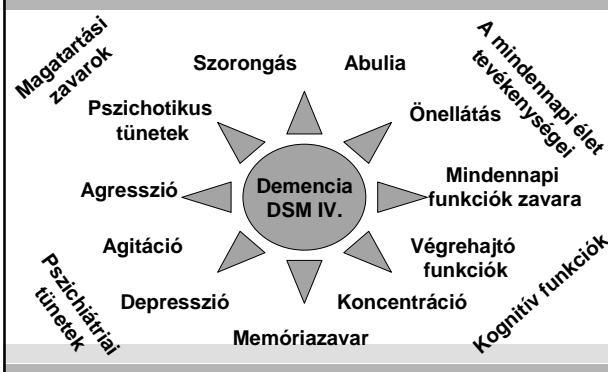 Magatartási
zavarok
Szorongás
Abulia
A mindennapi élet
tevékenységei
Pszichotikus
tünetek
Önellátás
Agresszió
Demencia
DSM IV.
Mindennapi
funkciók zavara
Agitáció
Végrehajtó
funkciók
Pszichiátriai
tünetek
Depresszió
Koncentráció
Kognitív funkciók
Memóriazavar